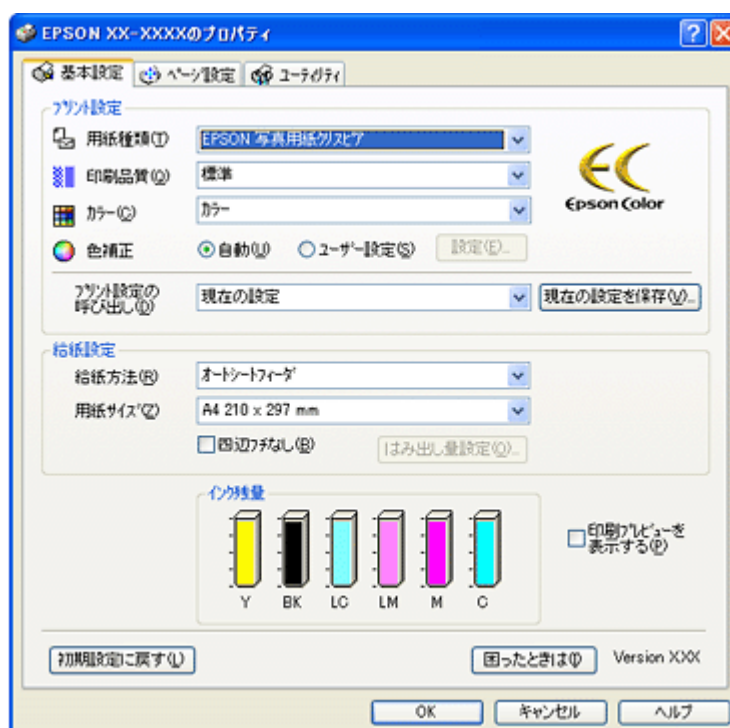 EPSON XX-XXXXのプロパティ
基本設定 ページ設定 ユーティリティ
プリント設定
用紙種類(T) EPSON 写真用紙クリスピア
印刷品質(Q) 標準
カラー(C) カラー
Epson Color
色補正 自動(U) ユーザー設定(S) 設定(E)...
プリント設定の
呼び出し(D) 現在の設定 現在の設定を保存(V)...
給紙設定
給紙方法(R) オートシートフィーダ
用紙サイズ(Z) A4 210 x 297 mm
四辺フチなし(B) はみ出し量設定(O)...
インク残量
Y BK LC LM M C
印刷プレビューを
表示する(P)
初期設定に戻す(L) 困ったときは(I) Version X.XX
OK キャンセル ヘルプ